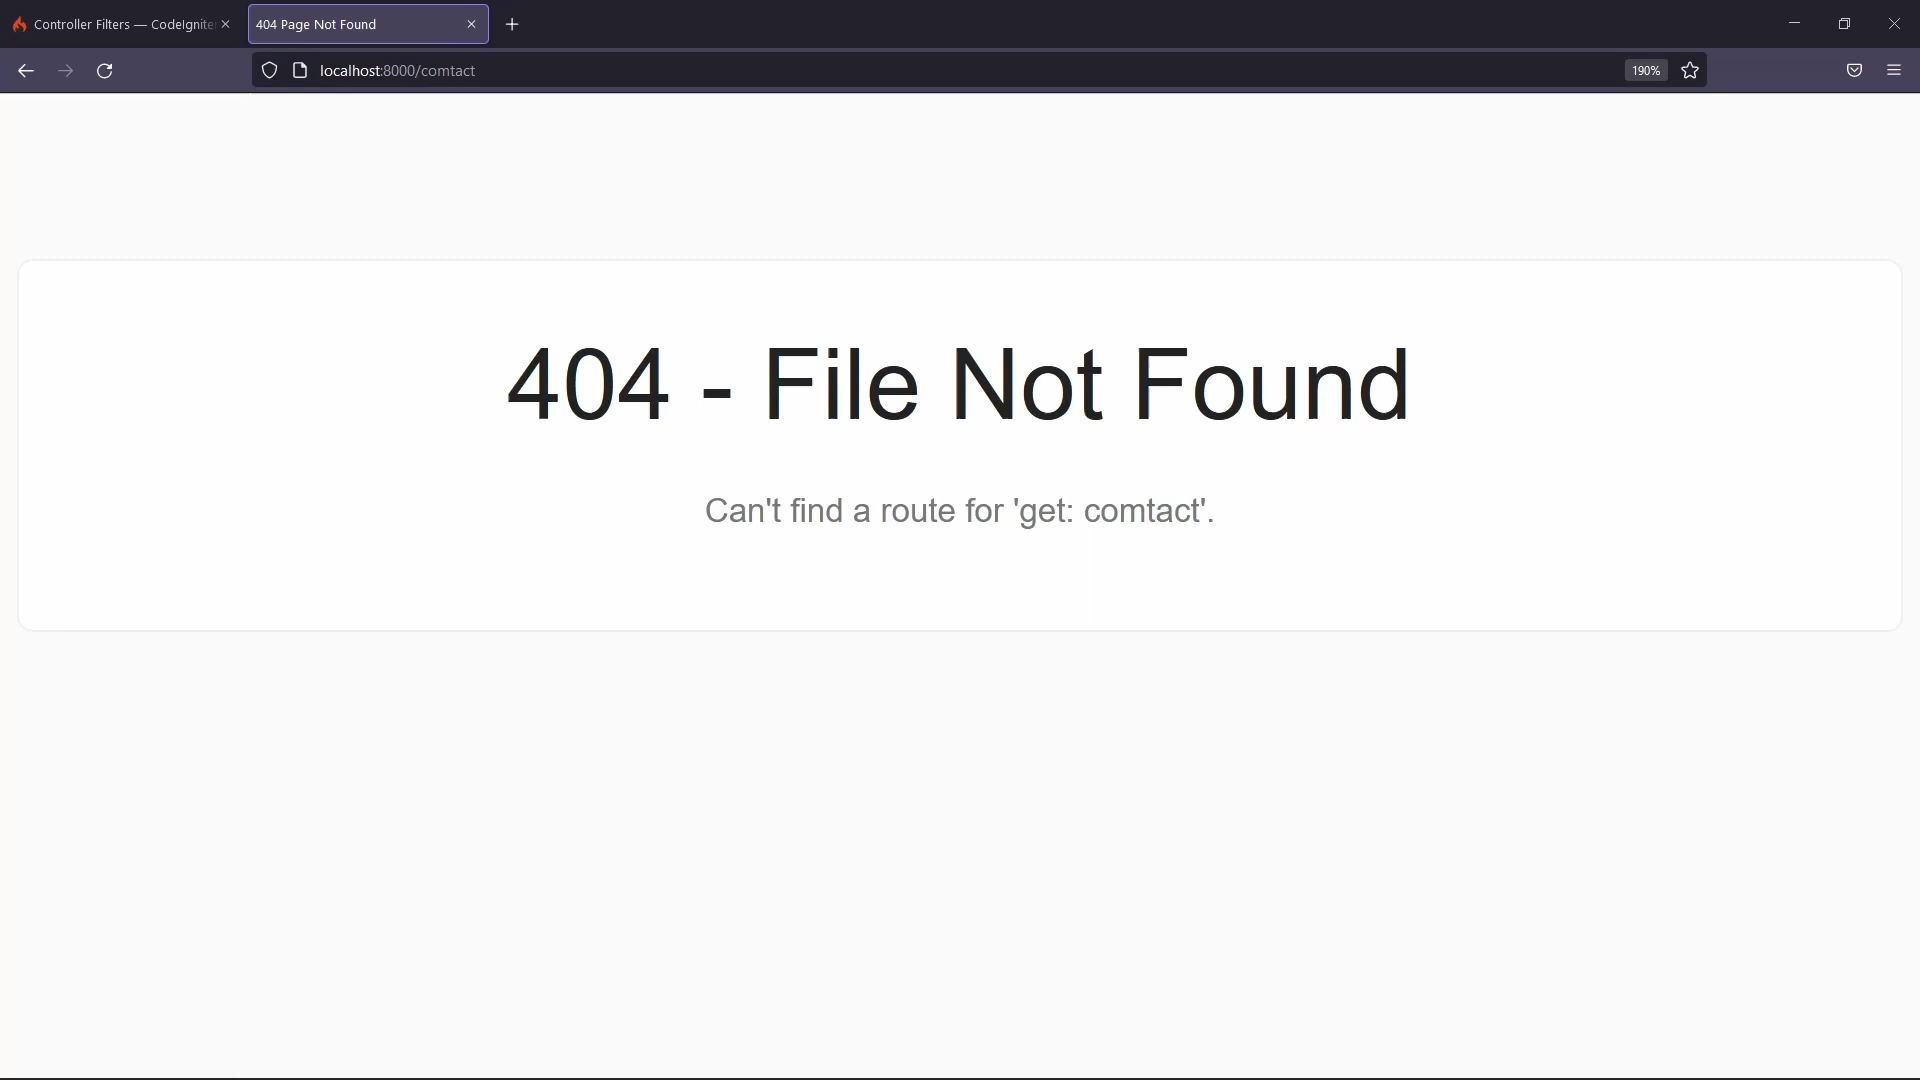 Controller Filters — CodeIgniter
404 Page Not Found
localhost:8000/comtact
190%
404 - File Not Found
Can't find a route for 'get: comtact'.